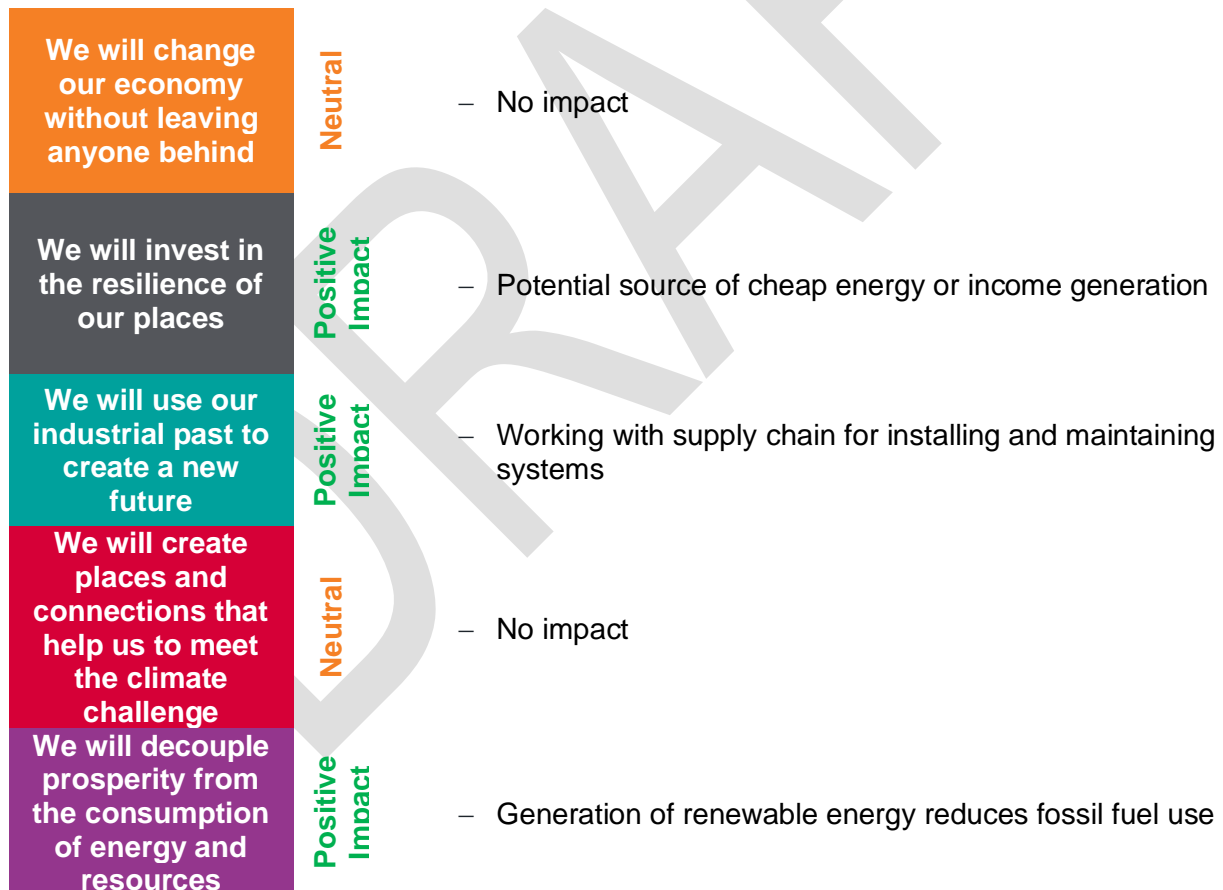 We will change
our economy
without leaving
anyone behind
Neutral
– No impact
We will invest in
the resilience of
our places
Positive
Impact
– Potential source of cheap energy or income generation
We will use our
industrial past to
create a new
future
Positive
Impact
– Working with supply chain for installing and maintaining
systems
We will create
places and
connections that
help us to meet
the climate
challenge
Neutral
– No impact
We will decouple
prosperity from
the consumption
of energy and
resources
Positive
Impact
– Generation of renewable energy reduces fossil fuel use